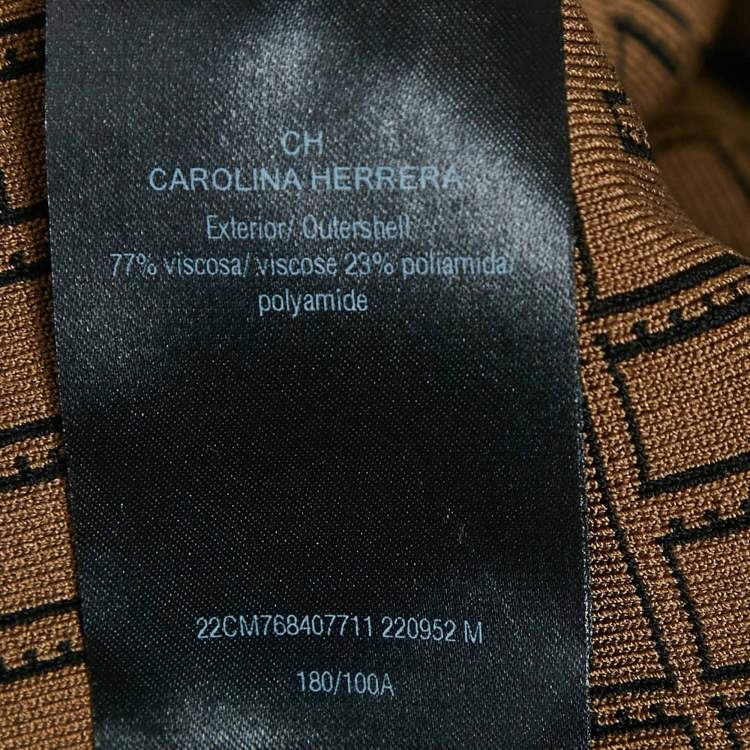 CH
CAROLINA HERRERA
Exterior/ Outershell
77% viscosa/ viscose 23% poliamida/
polyamide
22CM768407711 220952 M
180/100A